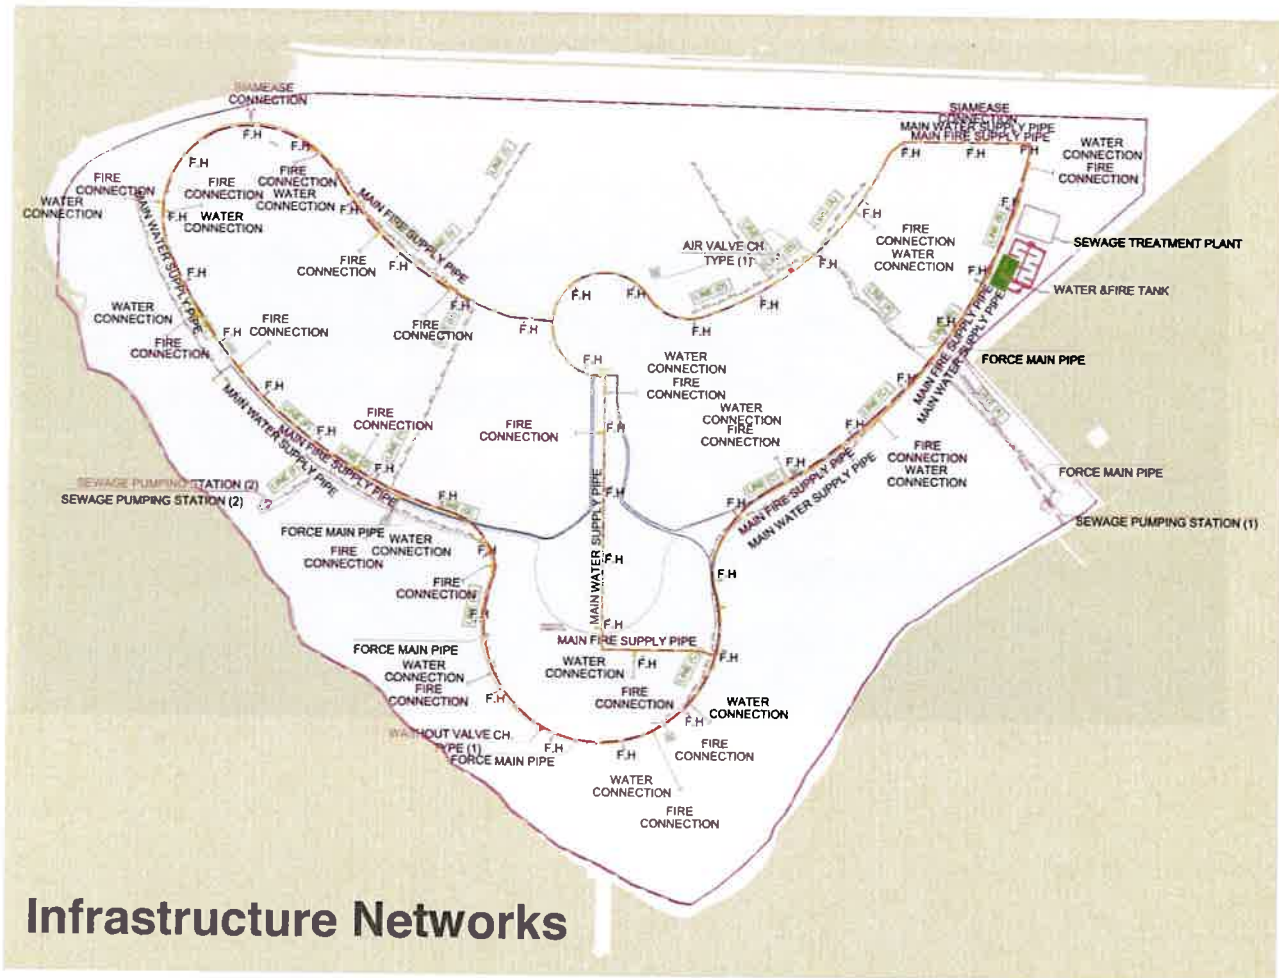 SIAMEASE
CONNECTION
F.H
F.H
F.H
FIRE
CONNECTION
WATER
CONNECTION
FIRE
CONNECTION
FIRE
CONNECTION
WATER
CONNECTION
F.H
WATER
CONNECTION
F.H
MAIN FIRE SUPPLY PIPE
MAIN WATER SUPPLY PIPE
SIAMEASE
CONNECTION
MAIN WATER SUPPLY PIPE
MAIN FIRE SUPPLY PIPE
F.H
F.H
F.H
WATER
CONNECTION
FIRE
CONNECTION
F.H
F.H
FIRE
CONNECTION
WATER
CONNECTION
AIR VALVE CH.
TYPE (1)
F.H
SEWAGE TREATMENT PLANT
F.H
WATER &FIRE TANK
F.H
FIRE
CONNECTION
F.H
F.H
F.H
F.H
F.H
F.H
F.H
WATER
CONNECTION
FIRE
CONNECTION
F.H
FIRE
CONNECTION
FIRE
CONNECTION
F.H
F.H
FORCE MAIN PIPE
MAIN FIRE SUPPLY PIPE
MAIN WATER SUPPLY PIPE
WATER
CONNECTION
FIRE
CONNECTION
F.H
F.H
MAIN WATER SUPPLY PIPE
MAIN FIRE SUPPLY PIPE
F.H
FIRE
CONNECTION
FIRE
CONNECTION
F.H
WATER
CONNECTION
FIRE
CONNECTION
F.H
FIRE
CONNECTION
WATER
CONNECTION
F.H
F.H
FORCE MAIN PIPE
SEWAGE PUMPING STATION (2)
SEWAGE PUMPING STATION (2)
F.H
F.H
F.H
MAIN FIRE SUPPLY PIPE
MAIN WATER SUPPLY PIPE
SEWAGE PUMPING STATION (1)
FORCE MAIN PIPE
WATER
CONNECTION
FIRE
CONNECTION
F.H
MAIN WATER SUPPLY PIPE
F.H
F.H
FIRE
CONNECTION
F.H
F.H
MAIN FIRE SUPPLY PIPE
FORCE MAIN PIPE
WATER
CONNECTION
FIRE
CONNECTION
F.H
WATER
CONNECTION
F.H
F.H
FIRE
CONNECTION
WATER
CONNECTION
F.H
WASHOUT VALVE CH.
TYPE (1)
FORCE MAIN PIPE
F.H
F.H
FIRE
CONNECTION
WATER
CONNECTION
FIRE
CONNECTION
Infrastructure Networks